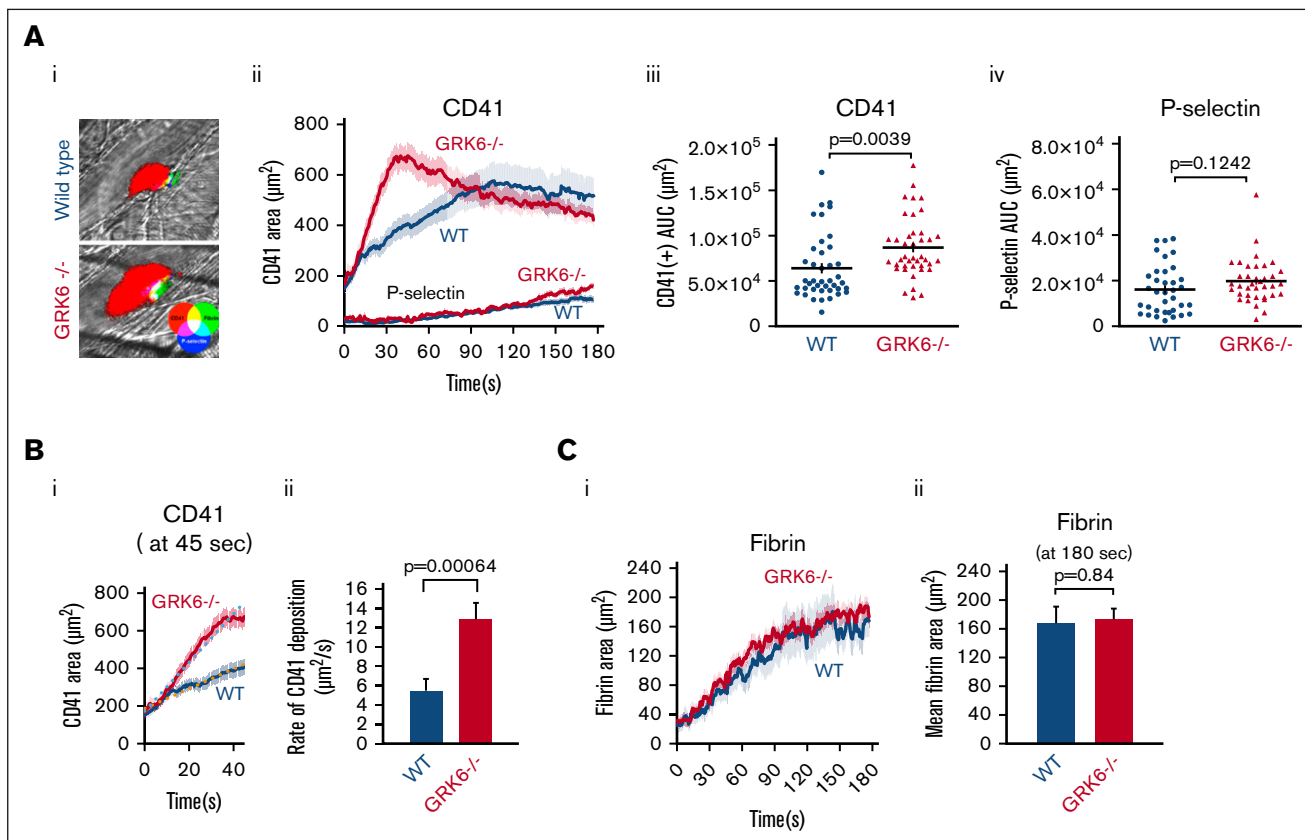 A
i
Wild type
GRK6 -/-
CD41
Fibrin
P-selectin
ii
CD41
CD41 area (µm²)
800
600
400
200
0
GRK6-/-
WT
P-selectin
GRK6-/-
WT
0 30 60 90 120 150 180
Time(s)
iii
CD41
CD41(+) AUC (µm²)
2.0×10⁵
1.5×10⁵
1.0×10⁵
5.0×10⁴
0
p=0.0039
WT GRK6-/-
iv
P-selectin
P-selectin AUC (µm²)
8.0×10⁴
6.0×10⁴
4.0×10⁴
2.0×10⁴
0
p=0.1242
WT GRK6-/-
B
i
CD41
( at 45 sec)
CD41 area (µm²)
800
600
400
200
0
GRK6-/-
WT
0 20 40
Time(s)
ii
Rate of CD41 deposition
(µm²/s)
p=0.00064
16
14
12
10
8
6
4
2
0
WT
GRK6-/-
C
i
Fibrin
Fibrin area (µm²)
240
200
160
120
80
40
0
GRK6-/-
WT
0 30 60 90 120 150 180
Time(s)
ii
Fibrin
(at 180 sec)
Mean fibrin area (µm²)
240
200
160
120
80
40
0
p=0.84
WT
GRK6-/-